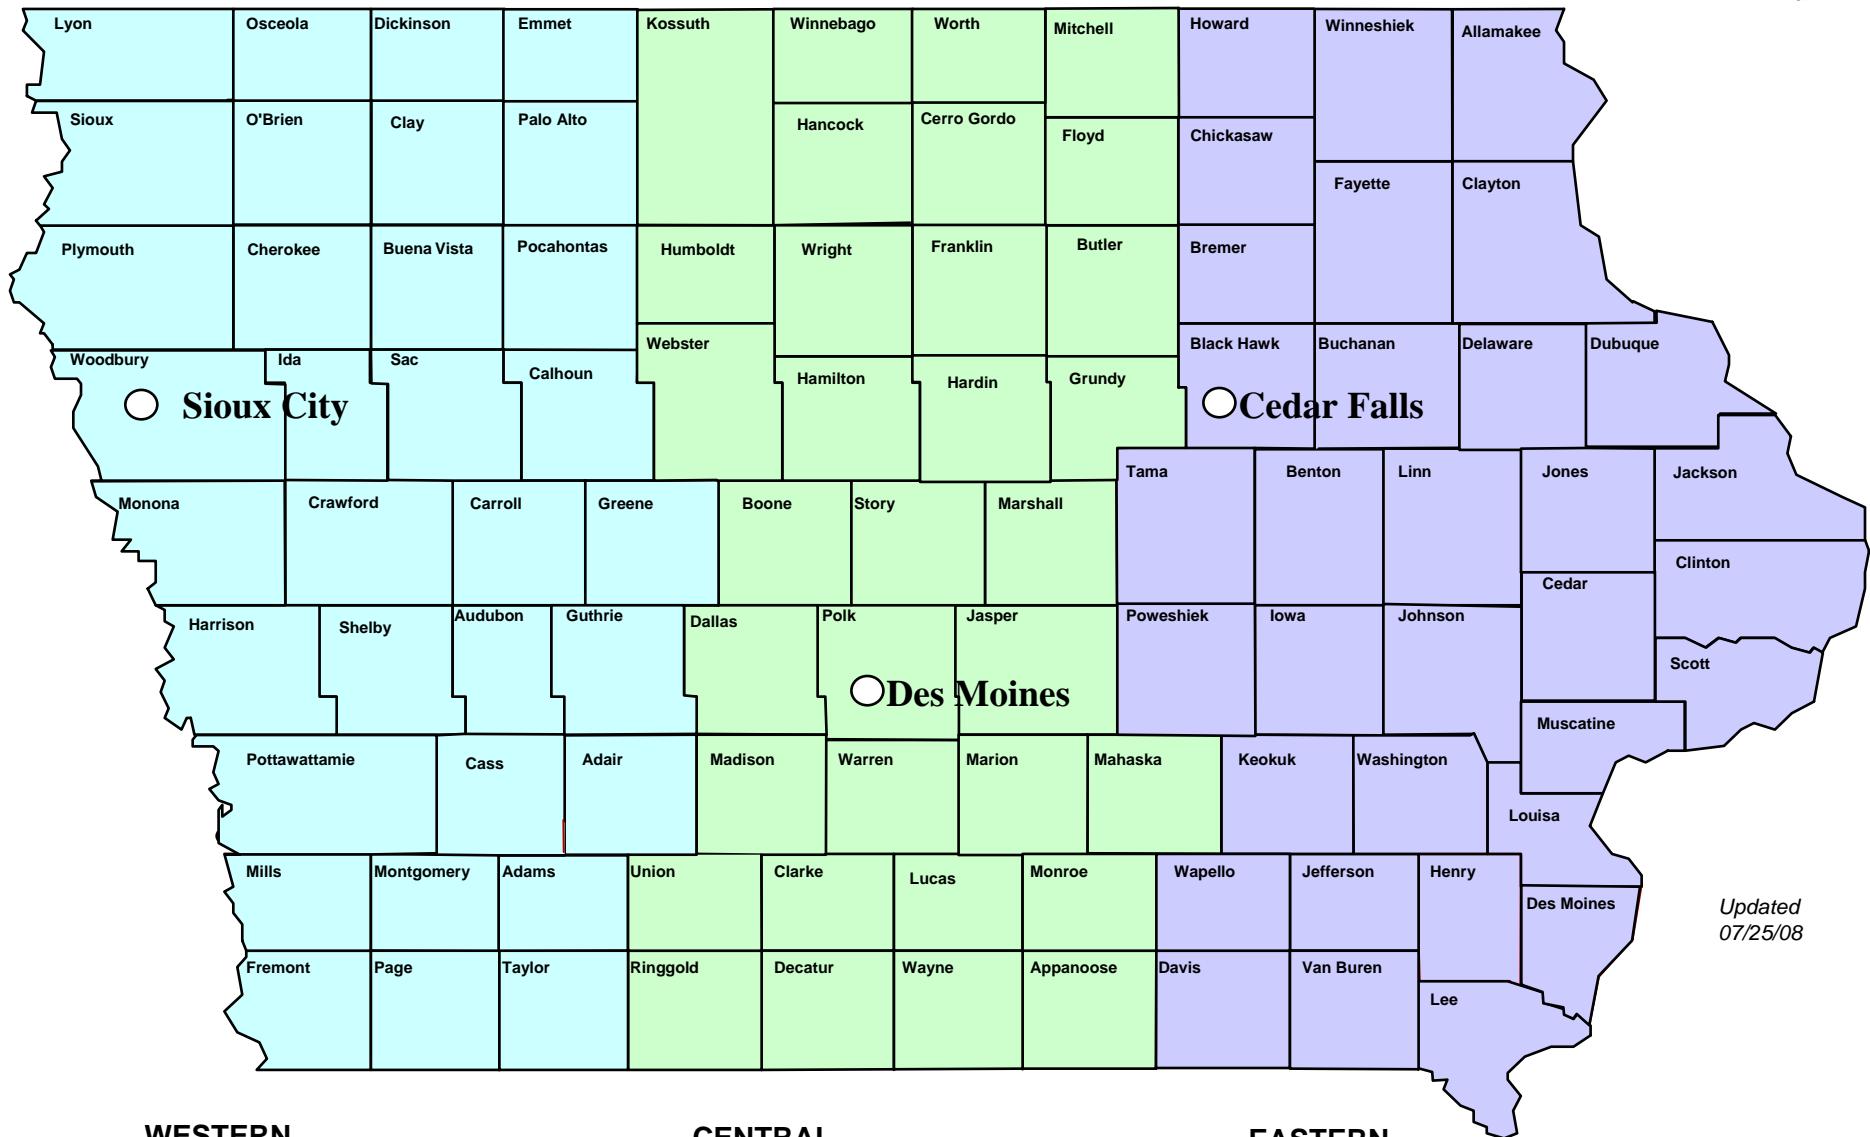 Lyon
Osceola
Dickinson
Emmet
Kossuth
Winnebago
Worth
Mitchell
Howard
Winneshiek
Allamakee
Sioux
O'Brien
Clay
Palo Alto
Hancock
Cerro Gordo
Floyd
Chickasaw
Fayette
Clayton
Plymouth
Cherokee
Buena Vista
Pocahontas
Humboldt
Wright
Franklin
Butler
Bremer
Woodbury
Ida
Sac
Calhoun
Webster
Hamilton
Hardin
Grundy
Black Hawk
Buchanan
Delaware
Dubuque
Sioux City
Cedar Falls
Monona
Crawford
Carroll
Greene
Boone
Story
Marshall
Tama
Benton
Linn
Jones
Jackson
Clinton
Cedar
Harrison
Shelby
Audubon
Guthrie
Dallas
Polk
Jasper
Poweshiek
Iowa
Johnson
Scott
Des Moines
Muscatine
Pottawattamie
Cass
Adair
Madison
Warren
Marion
Mahaska
Keokuk
Washington
Louisa
Mills
Montgomery
Adams
Union
Clarke
Lucas
Monroe
Wapello
Jefferson
Henry
Des Moines
Updated
07/25/08
Fremont
Page
Taylor
Ringgold
Decatur
Wayne
Appanoose
Davis
Van Buren
Lee
WESTERN
CENTRAL
EASTERN